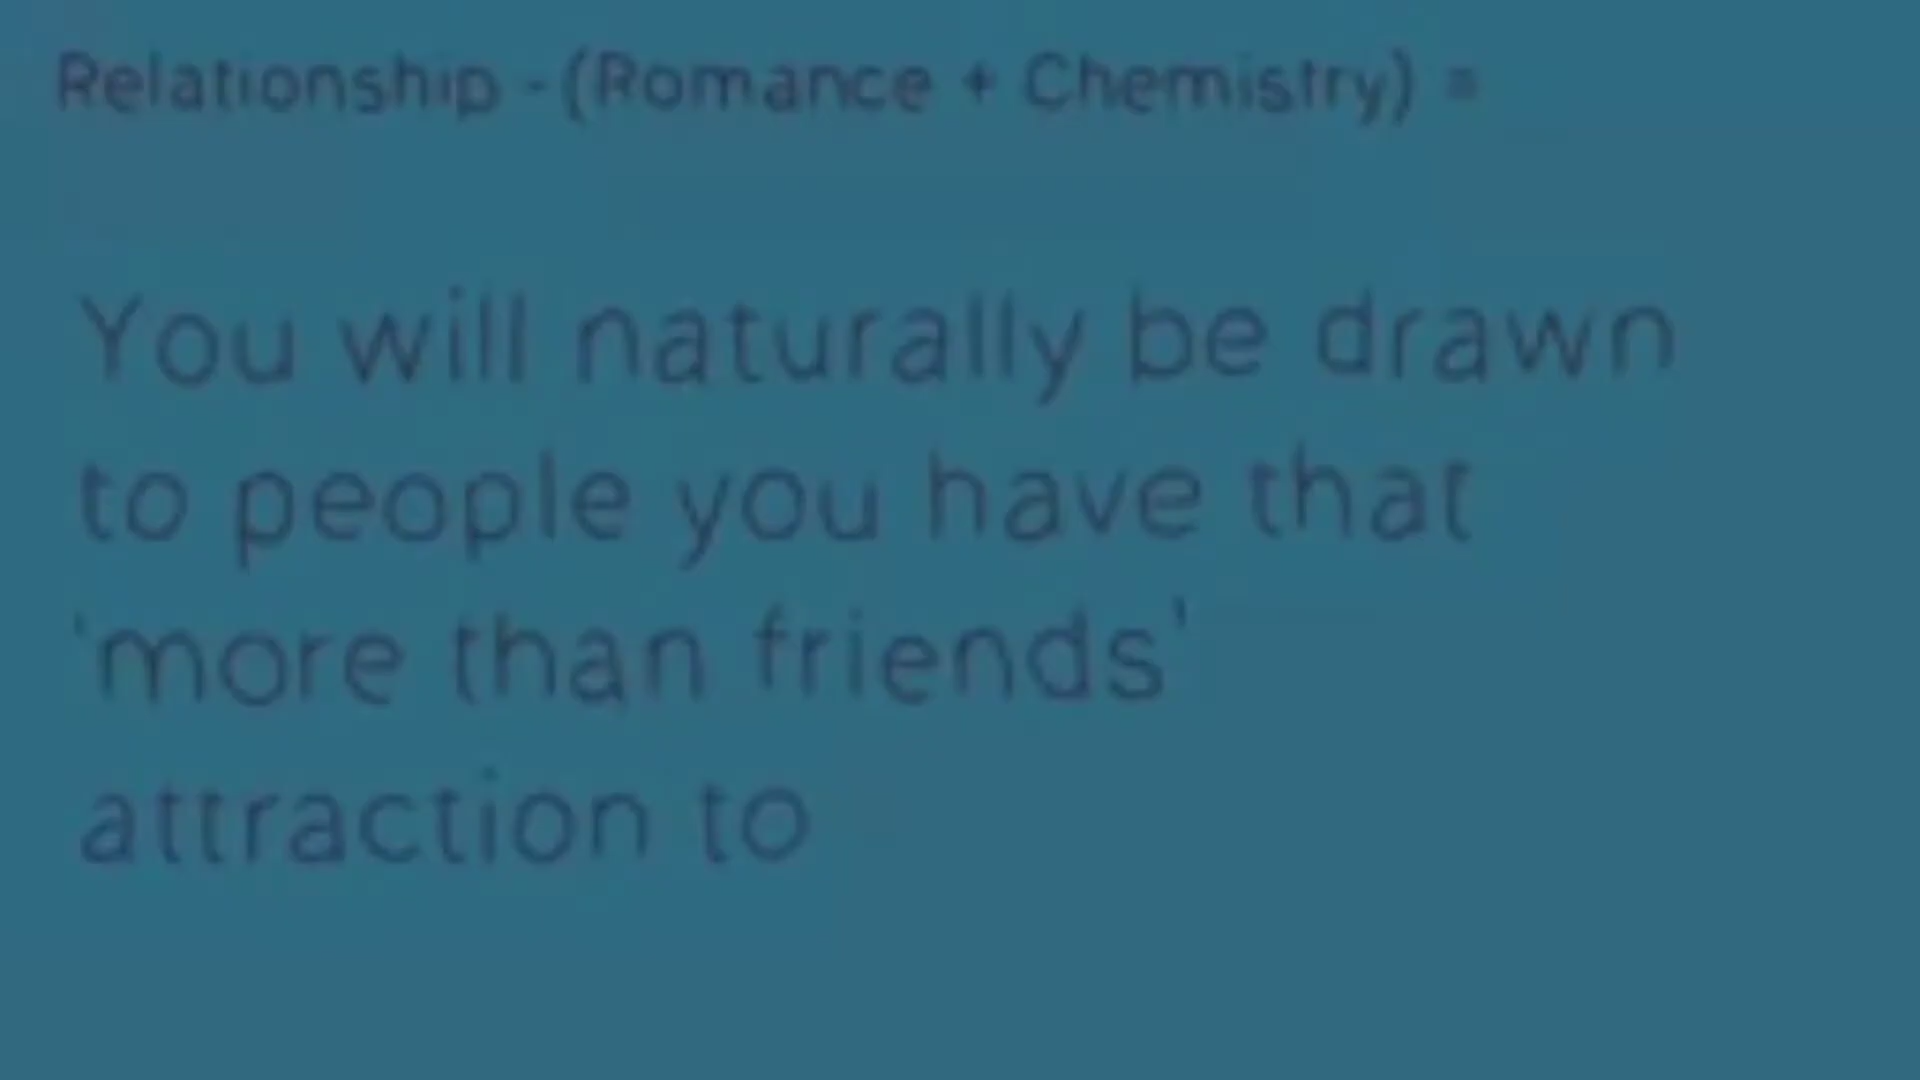 Relationship - (Romance + Chemistry) =
You will naturally be drawn
to people you have that
'more than friends'
attraction to